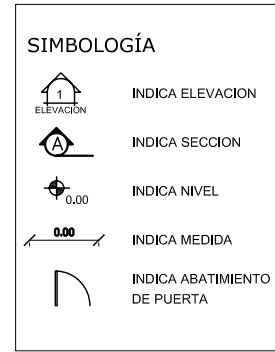 SIMBOLOGÍA
1
ELEVACIÓN
INDICA ELEVACION
A
INDICA SECCION
0.00
INDICA NIVEL
0.00
INDICA MEDIDA
INDICA ABATIMIENTO
DE PUERTA